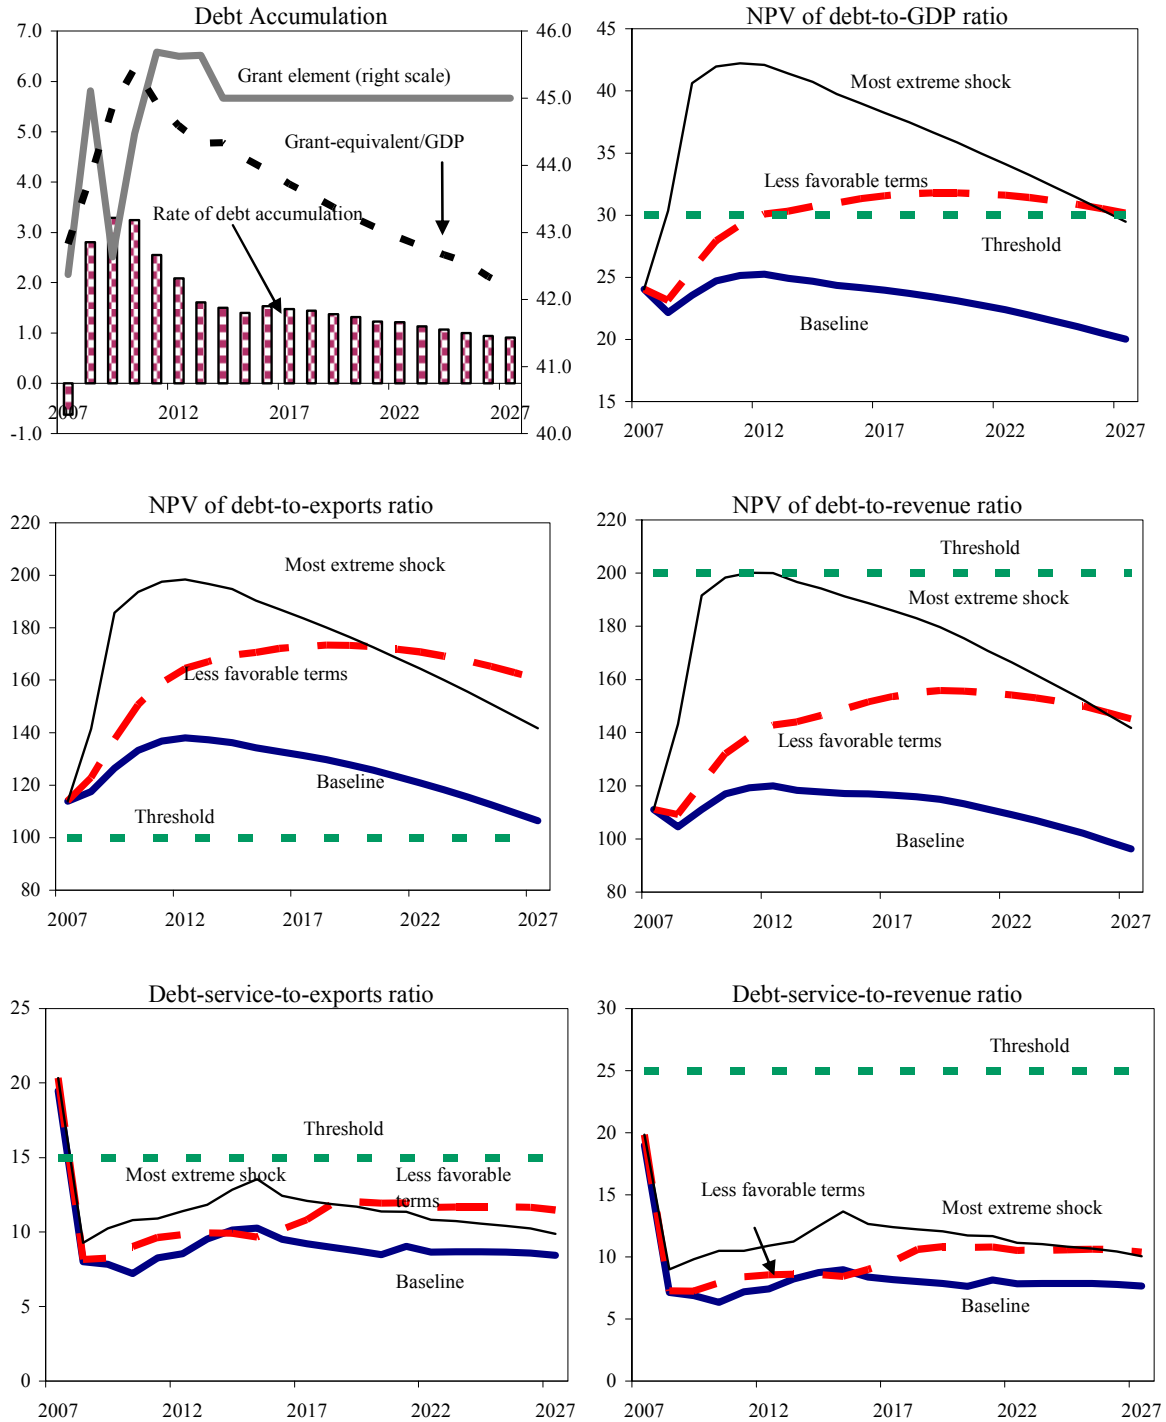 Debt Accumulation
7.0
6.0
5.0
4.0
3.0
2.0
1.0
0.0
-1.0
46.0
45.0
44.0
43.0
42.0
41.0
40.0
Grant element (right scale)
Grant-equivalent/GDP
Rate of debt accumulation
2007 2012 2017 2022 2027
NPV of debt-to-GDP ratio
45
40
35
30
25
20
15
Most extreme shock
Less favorable terms
Threshold
Baseline
2007 2012 2017 2022 2027
NPV of debt-to-exports ratio
220
200
180
160
140
120
100
80
Most extreme shock
Less favorable terms
Baseline
Threshold
2007 2012 2017 2022 2027
NPV of debt-to-revenue ratio
220
200
180
160
140
120
100
80
Threshold
Most extreme shock
Less favorable terms
Baseline
2007 2012 2017 2022 2027
Debt-service-to-exports ratio
25
20
15
10
5
0
Threshold
Most extreme shock
Less favorable
terms
Baseline
2007 2012 2017 2022 2027
Debt-service-to-revenue ratio
30
25
20
15
10
5
0
Threshold
Less favorable terms
Most extreme shock
Baseline
2007 2012 2017 2022 2027